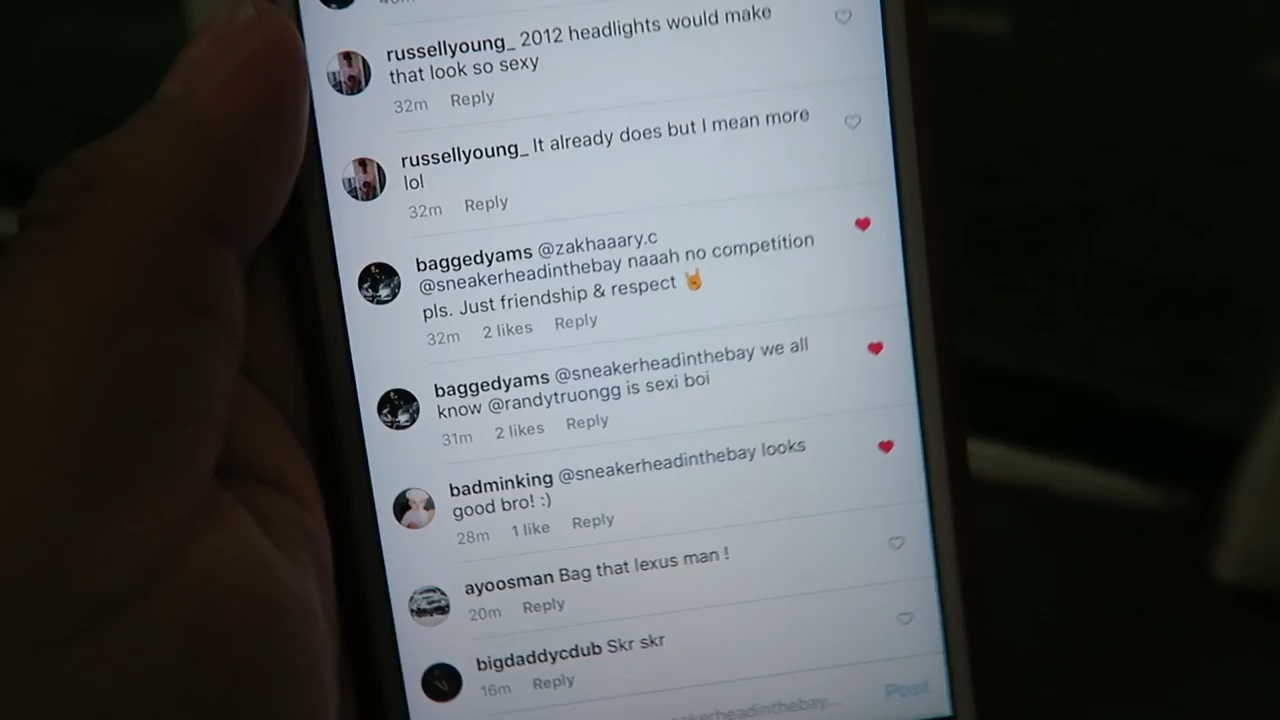 russellyoung_ 2012 headlights would make
that look so sexy
32m Reply
russellyoung_ It already does but I mean more
lol
32m Reply
baggedyams @zakhaaary.c
@sneakerheadinthebay naaah no competition
pls. Just friendship & respect 🤘
32m 2 likes Reply
baggedyams @sneakerheadinthebay we all
know @randytruongg is sexi boi
31m 2 likes Reply
badminking @sneakerheadinthebay looks
good bro! :)
28m 1 like Reply
ayoosman Bag that lexus man !
20m Reply
bigdaddycdub Skr skr
16m Reply
Post